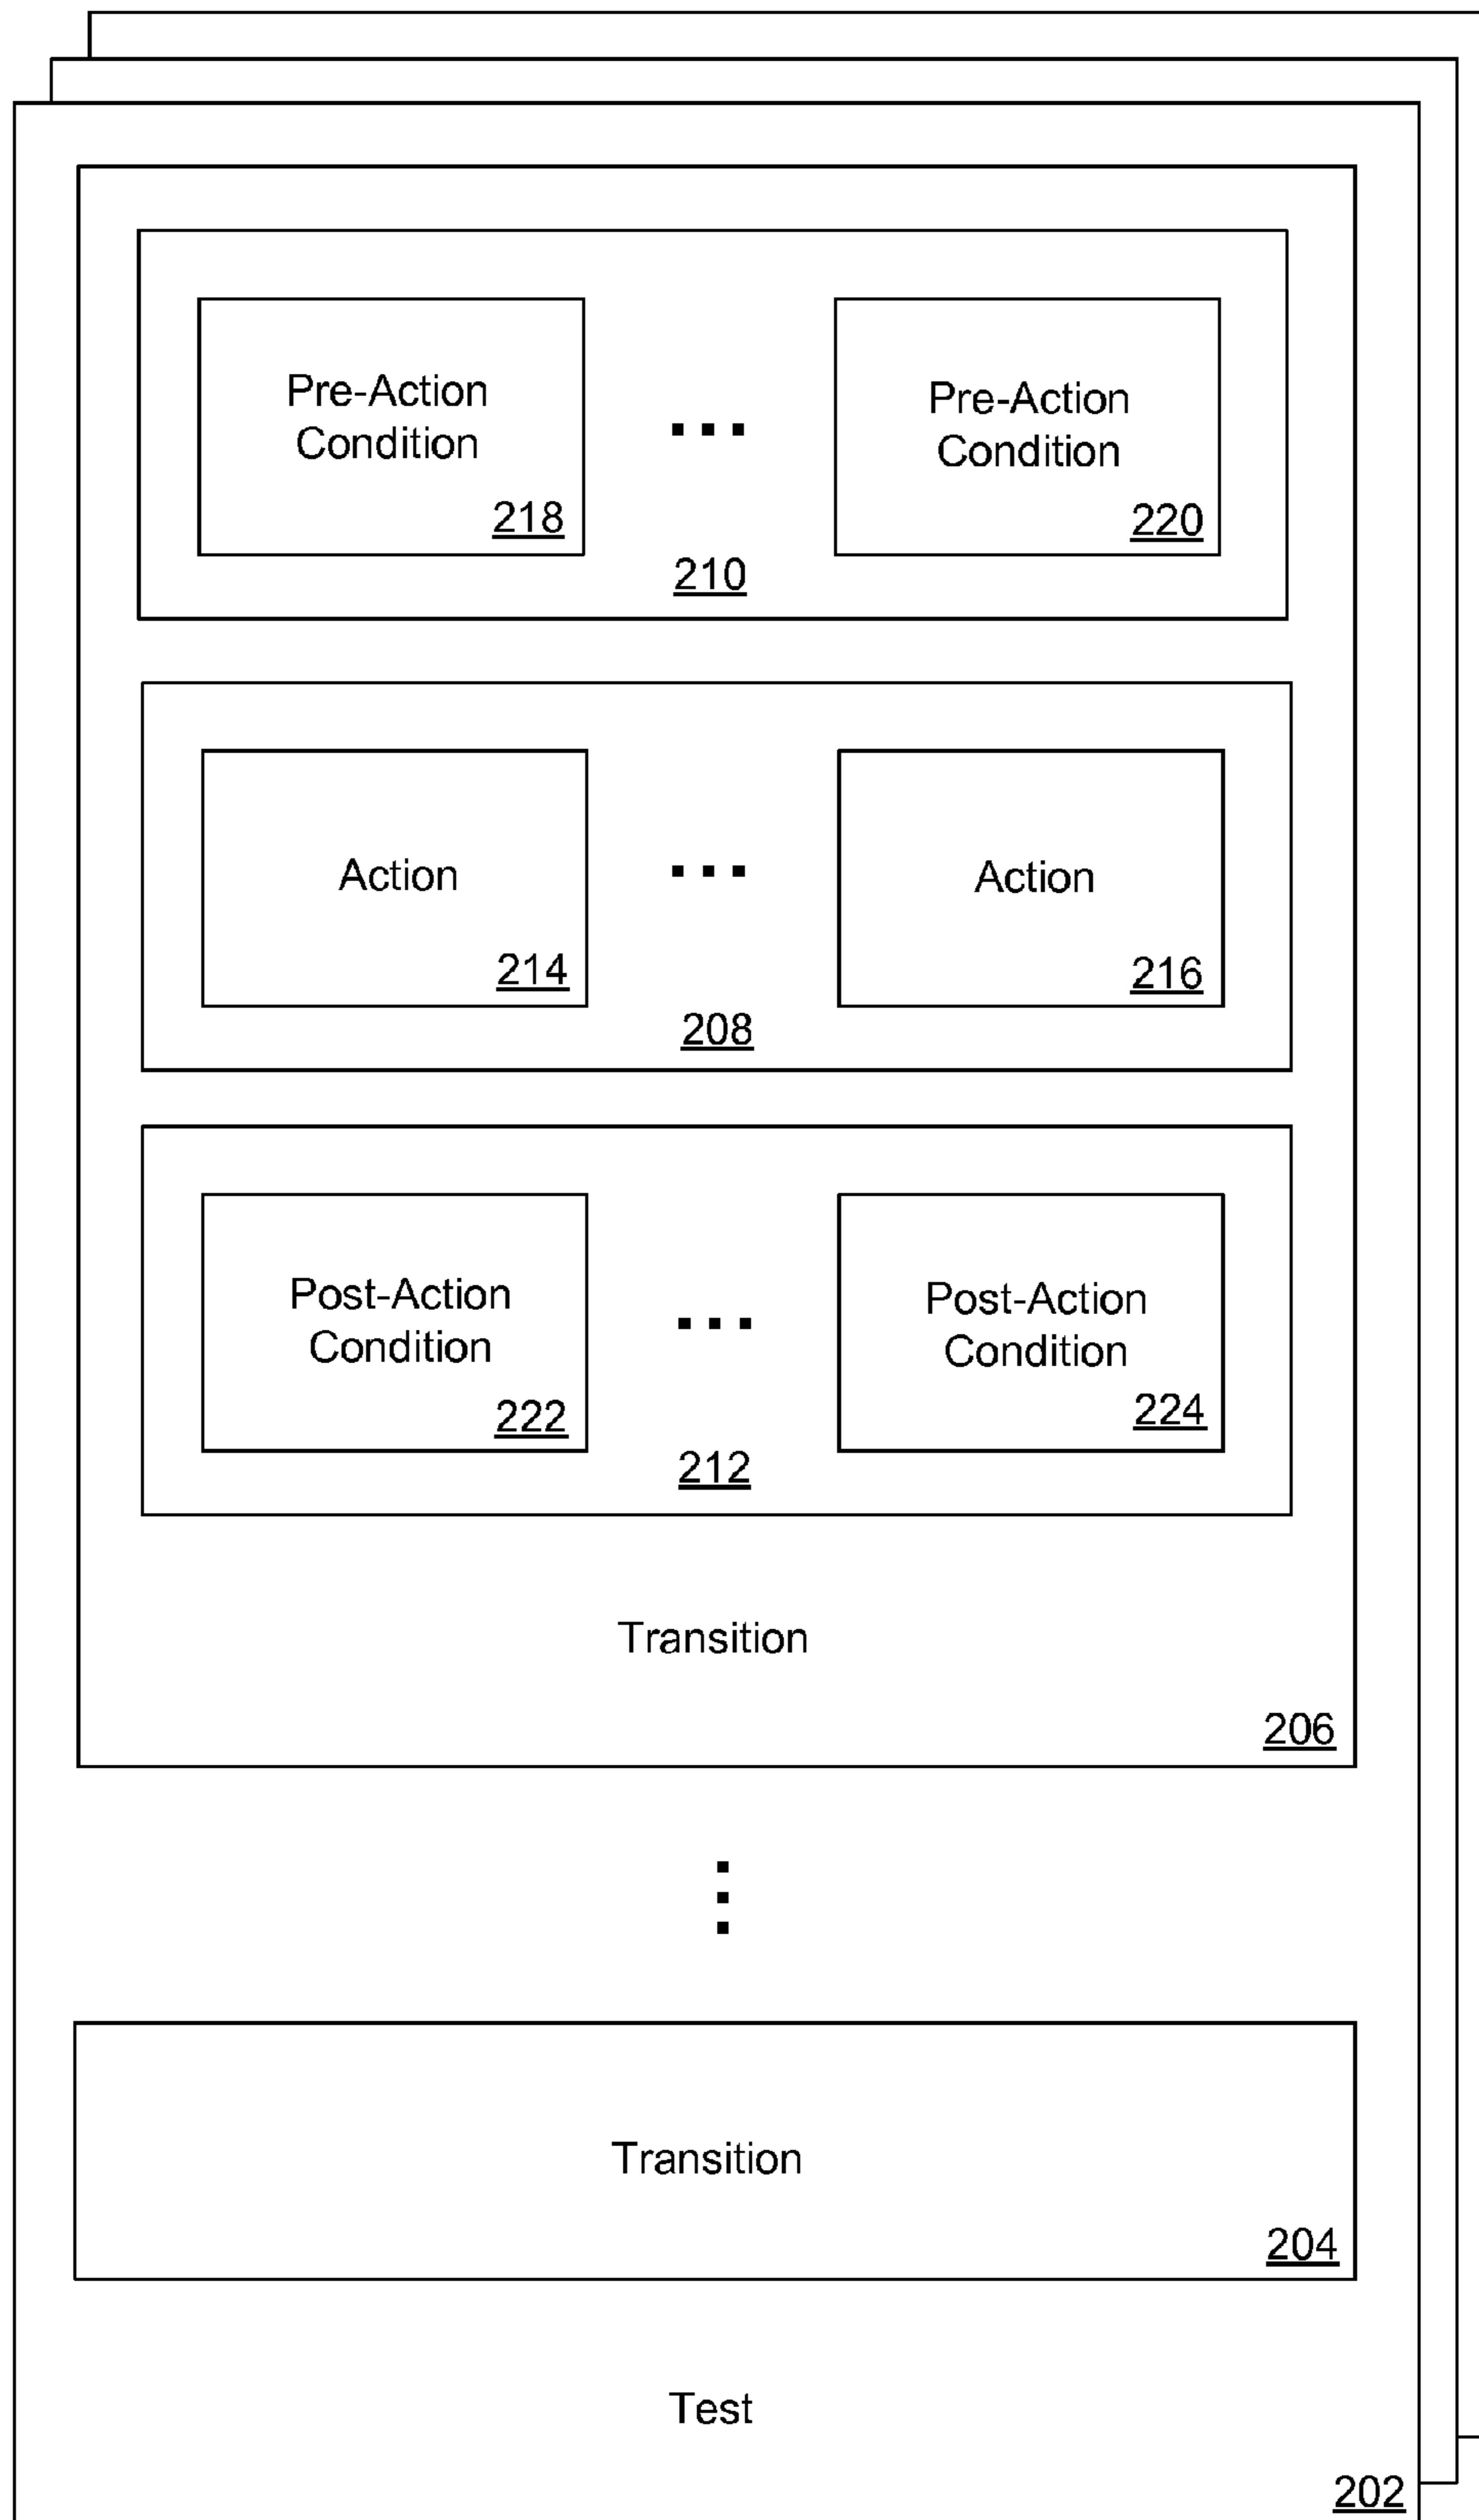 Pre-Action
Condition
218
Pre-Action
Condition
220
210
Action
214
Action
216
208
Post-Action
Condition
222
Post-Action
Condition
224
212
Transition
206
Transition
204
Test
202